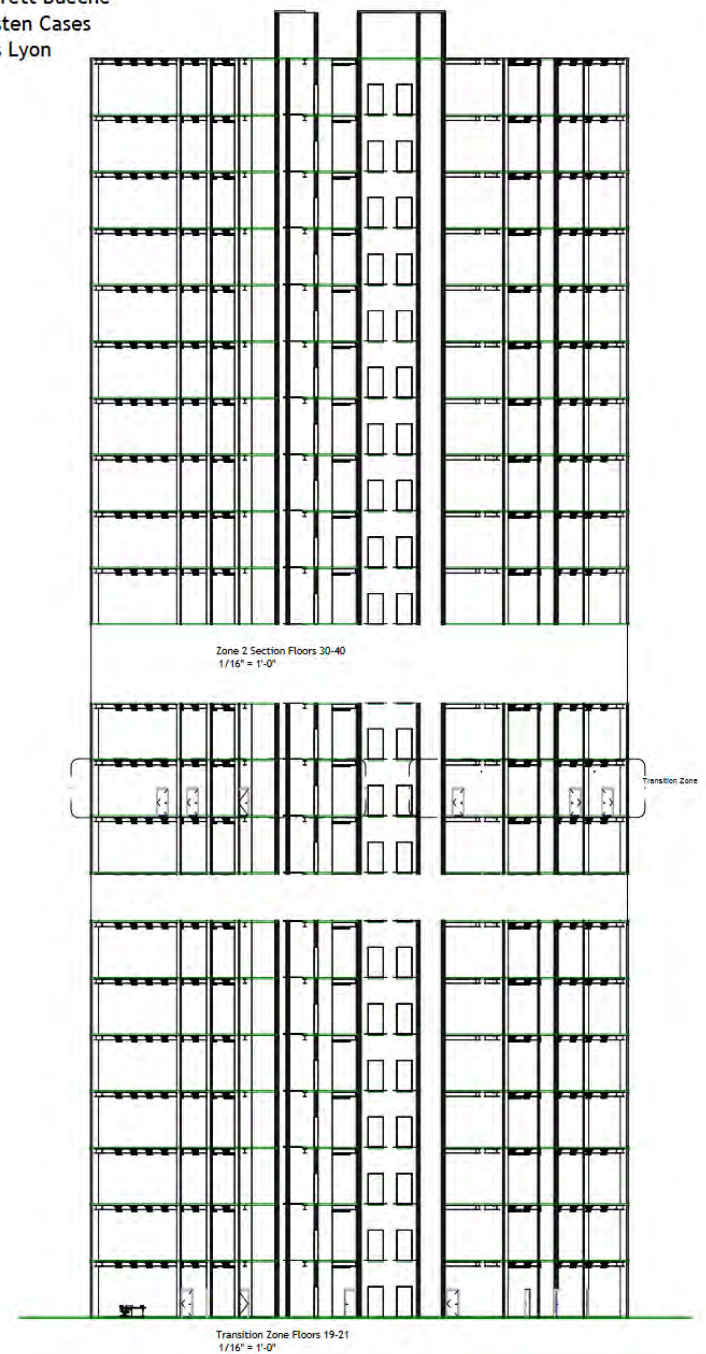 sten Cases
Lyon
Zone 2 Section Floors 30-40
1/16" = 1'-0"
Transition Zone
Transition Zone Floors 19-21
1/16" = 1'-0"